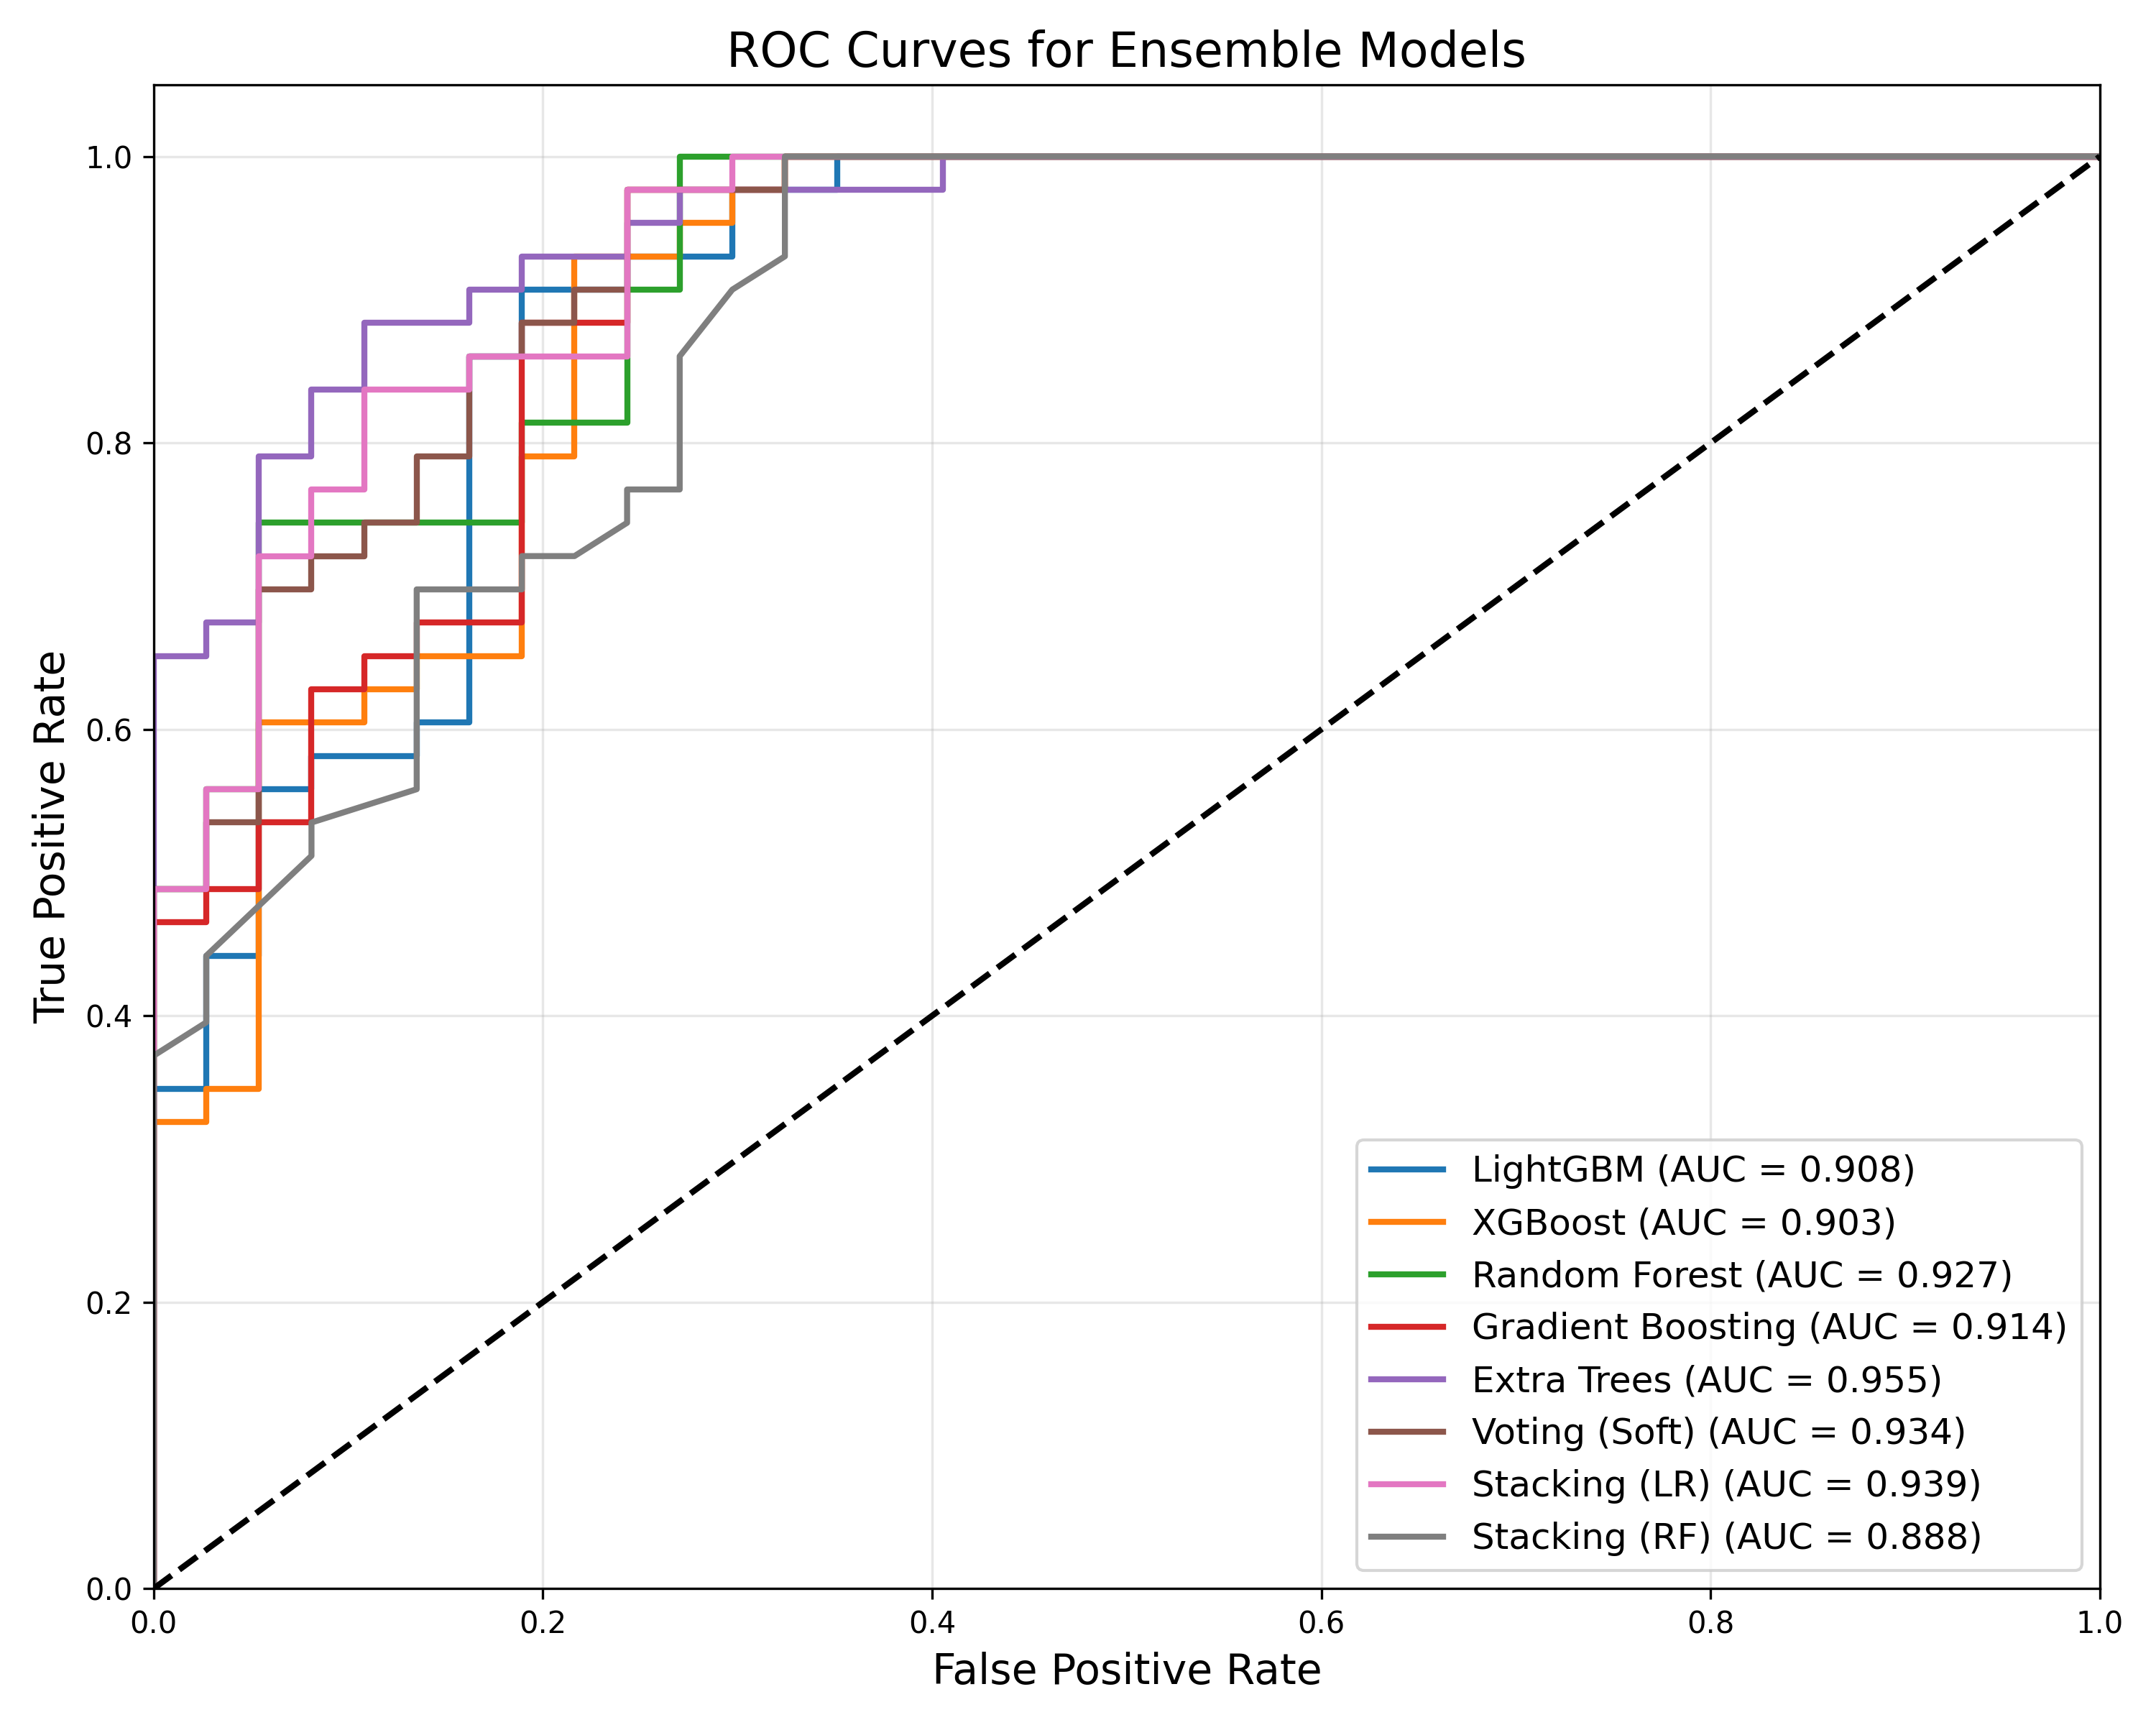 ROC Curves for Ensemble Models
True Positive Rate
1.0
0.8
0.6
0.4
0.2
0.0
0.0 0.2 0.4 0.6 0.8 1.0
False Positive Rate
LightGBM (AUC = 0.908)
XGBoost (AUC = 0.903)
Random Forest (AUC = 0.927)
Gradient Boosting (AUC = 0.914)
Extra Trees (AUC = 0.955)
Voting (Soft) (AUC = 0.934)
Stacking (LR) (AUC = 0.939)
Stacking (RF) (AUC = 0.888)